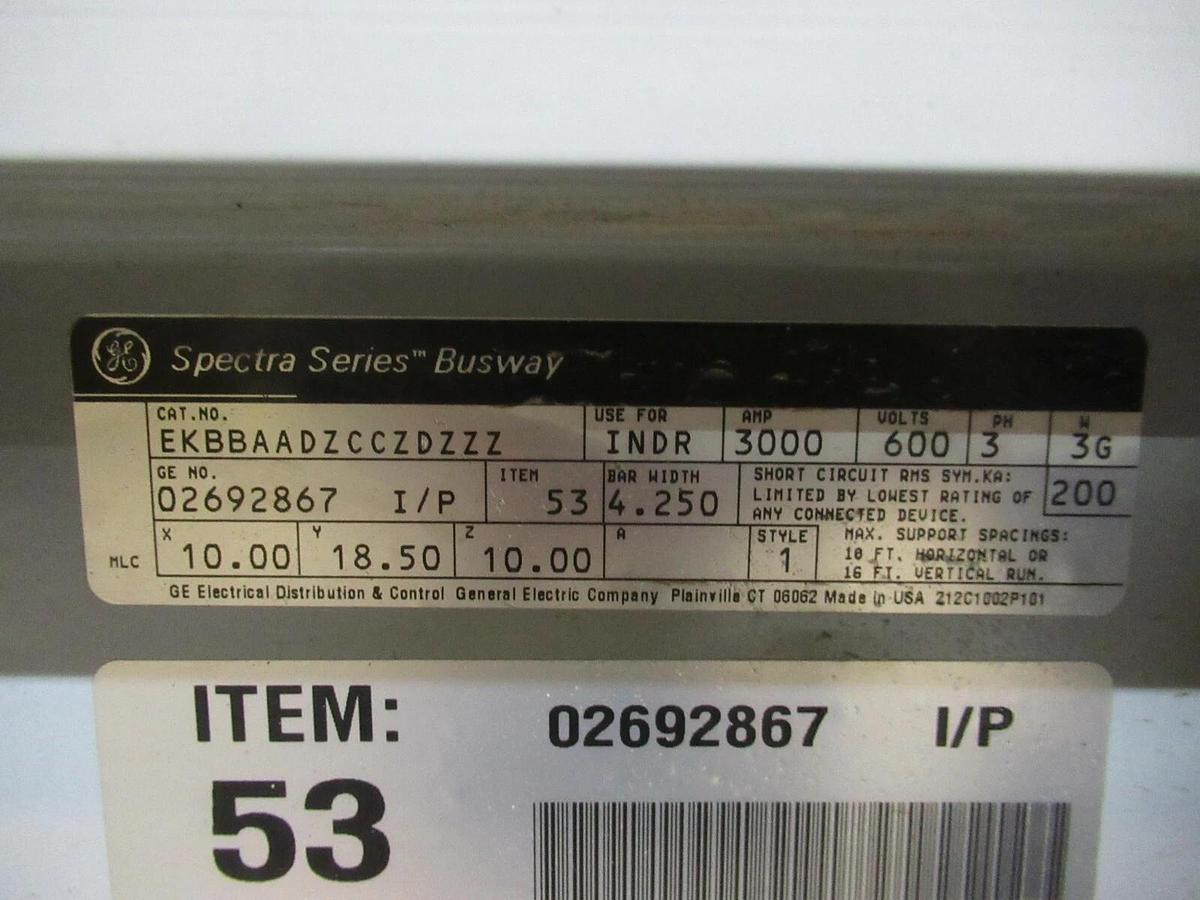 GE Spectra Series™ Busway
CAT.NO. USE FOR AMP VOLTS PH W
EKBBAADZCCZDZZZ INDR 3000 600 3 3G
GE NO. ITEM BAR WIDTH SHORT CIRCUIT RMS SYM.KA:
02692867 I/P 53 4.250 LIMITED BY LOWEST RATING OF 200
ANY CONNECTED DEVICE.
X Y Z A STYLE MAX. SUPPORT SPACINGS:
MLC 10.00 18.50 10.00 1 10 FT. HORIZONTAL OR
16 FT. VERTICAL RUN.
GE Electrical Distribution & Control General Electric Company Plainville CT 06062 Made in USA 212C1002P101
ITEM: 02692867 I/P
53